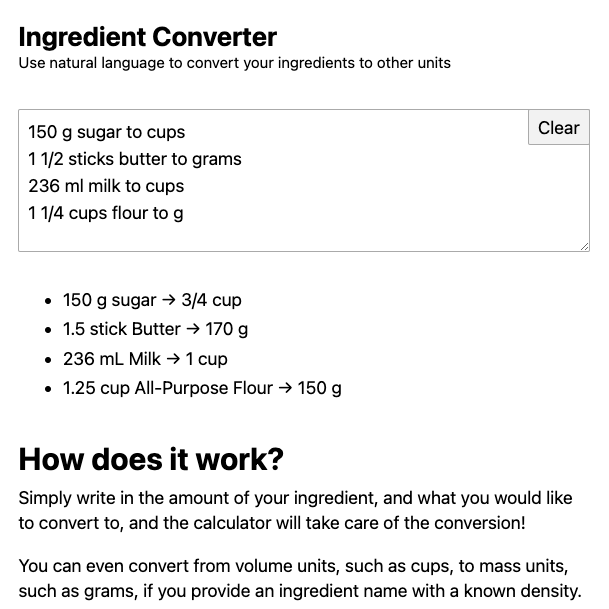 Ingredient Converter
Use natural language to convert your ingredients to other units
Clear
150 g sugar to cups
1 1/2 sticks butter to grams
236 ml milk to cups
1 1/4 cups flour to g
• 150 g sugar → 3/4 cup
• 1.5 stick Butter → 170 g
• 236 mL Milk → 1 cup
• 1.25 cup All-Purpose Flour → 150 g
How does it work?
Simply write in the amount of your ingredient, and what you would like
to convert to, and the calculator will take care of the conversion!
You can even convert from volume units, such as cups, to mass units,
such as grams, if you provide an ingredient name with a known density.